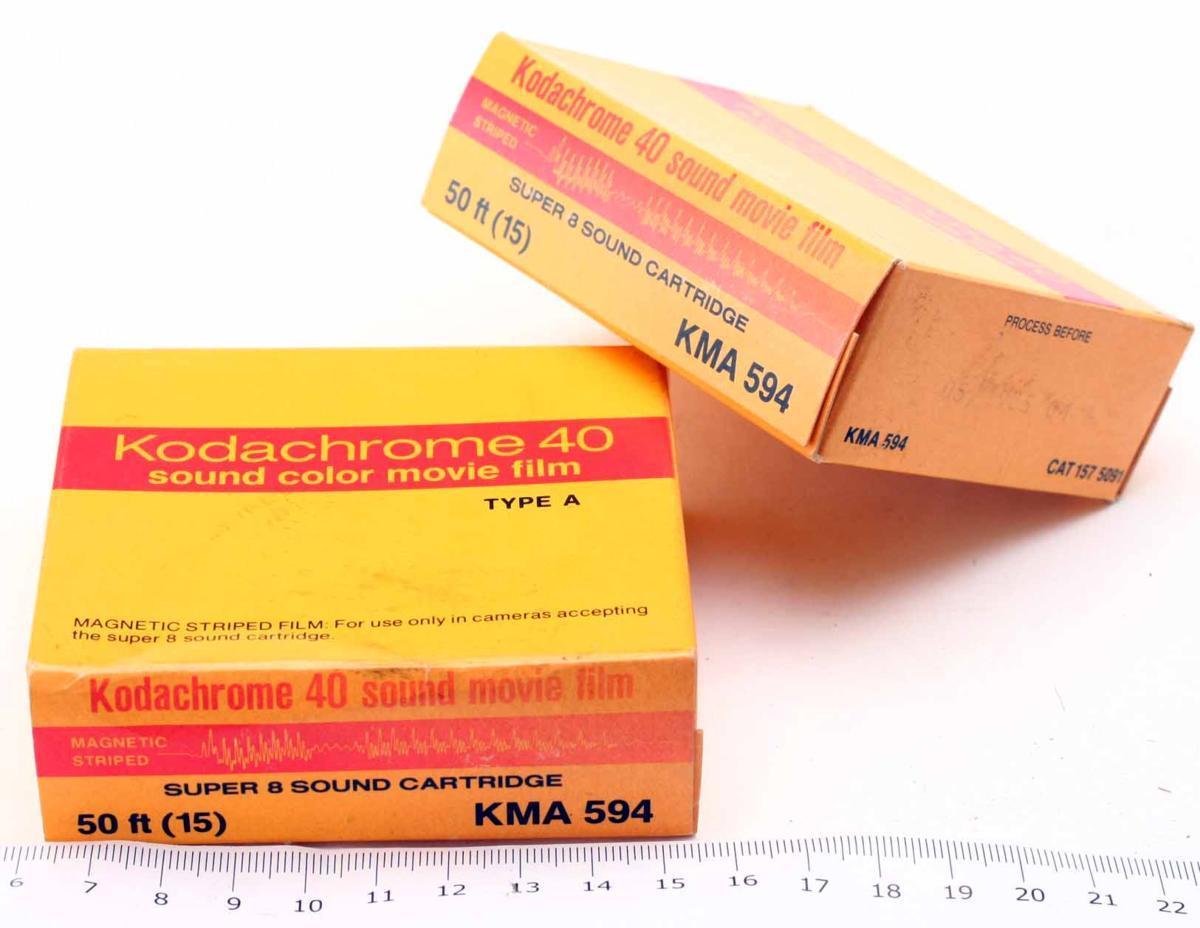 Kodachrome 40 sound movie film
MAGNETIC
STRIPED
SUPER 8 SOUND CARTRIDGE
50 ft (15)
KMA 594
PROCESS BEFORE
KMA 594
CAT 157 5091
Kodachrome 40
sound color movie film
TYPE A
MAGNETIC STRIPED FILM: For use only in cameras accepting
the super 8 sound cartridge.
Kodachrome 40 sound movie film
MAGNETIC
STRIPED
SUPER 8 SOUND CARTRIDGE
50 ft (15) KMA 594
6 7 8 9 10 11 12 13 14 15 16 17 18 19 20 21 22